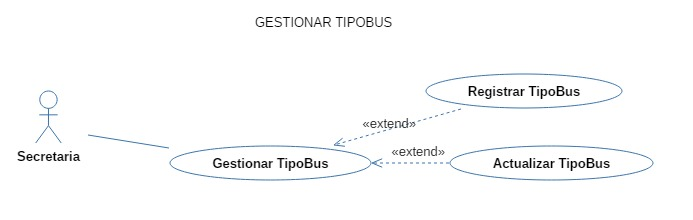 GESTIONAR TIPOBUS
Registrar TipoBus
«extend»
Secretaria
Gestionar TipoBus
«extend»
Actualizar TipoBus